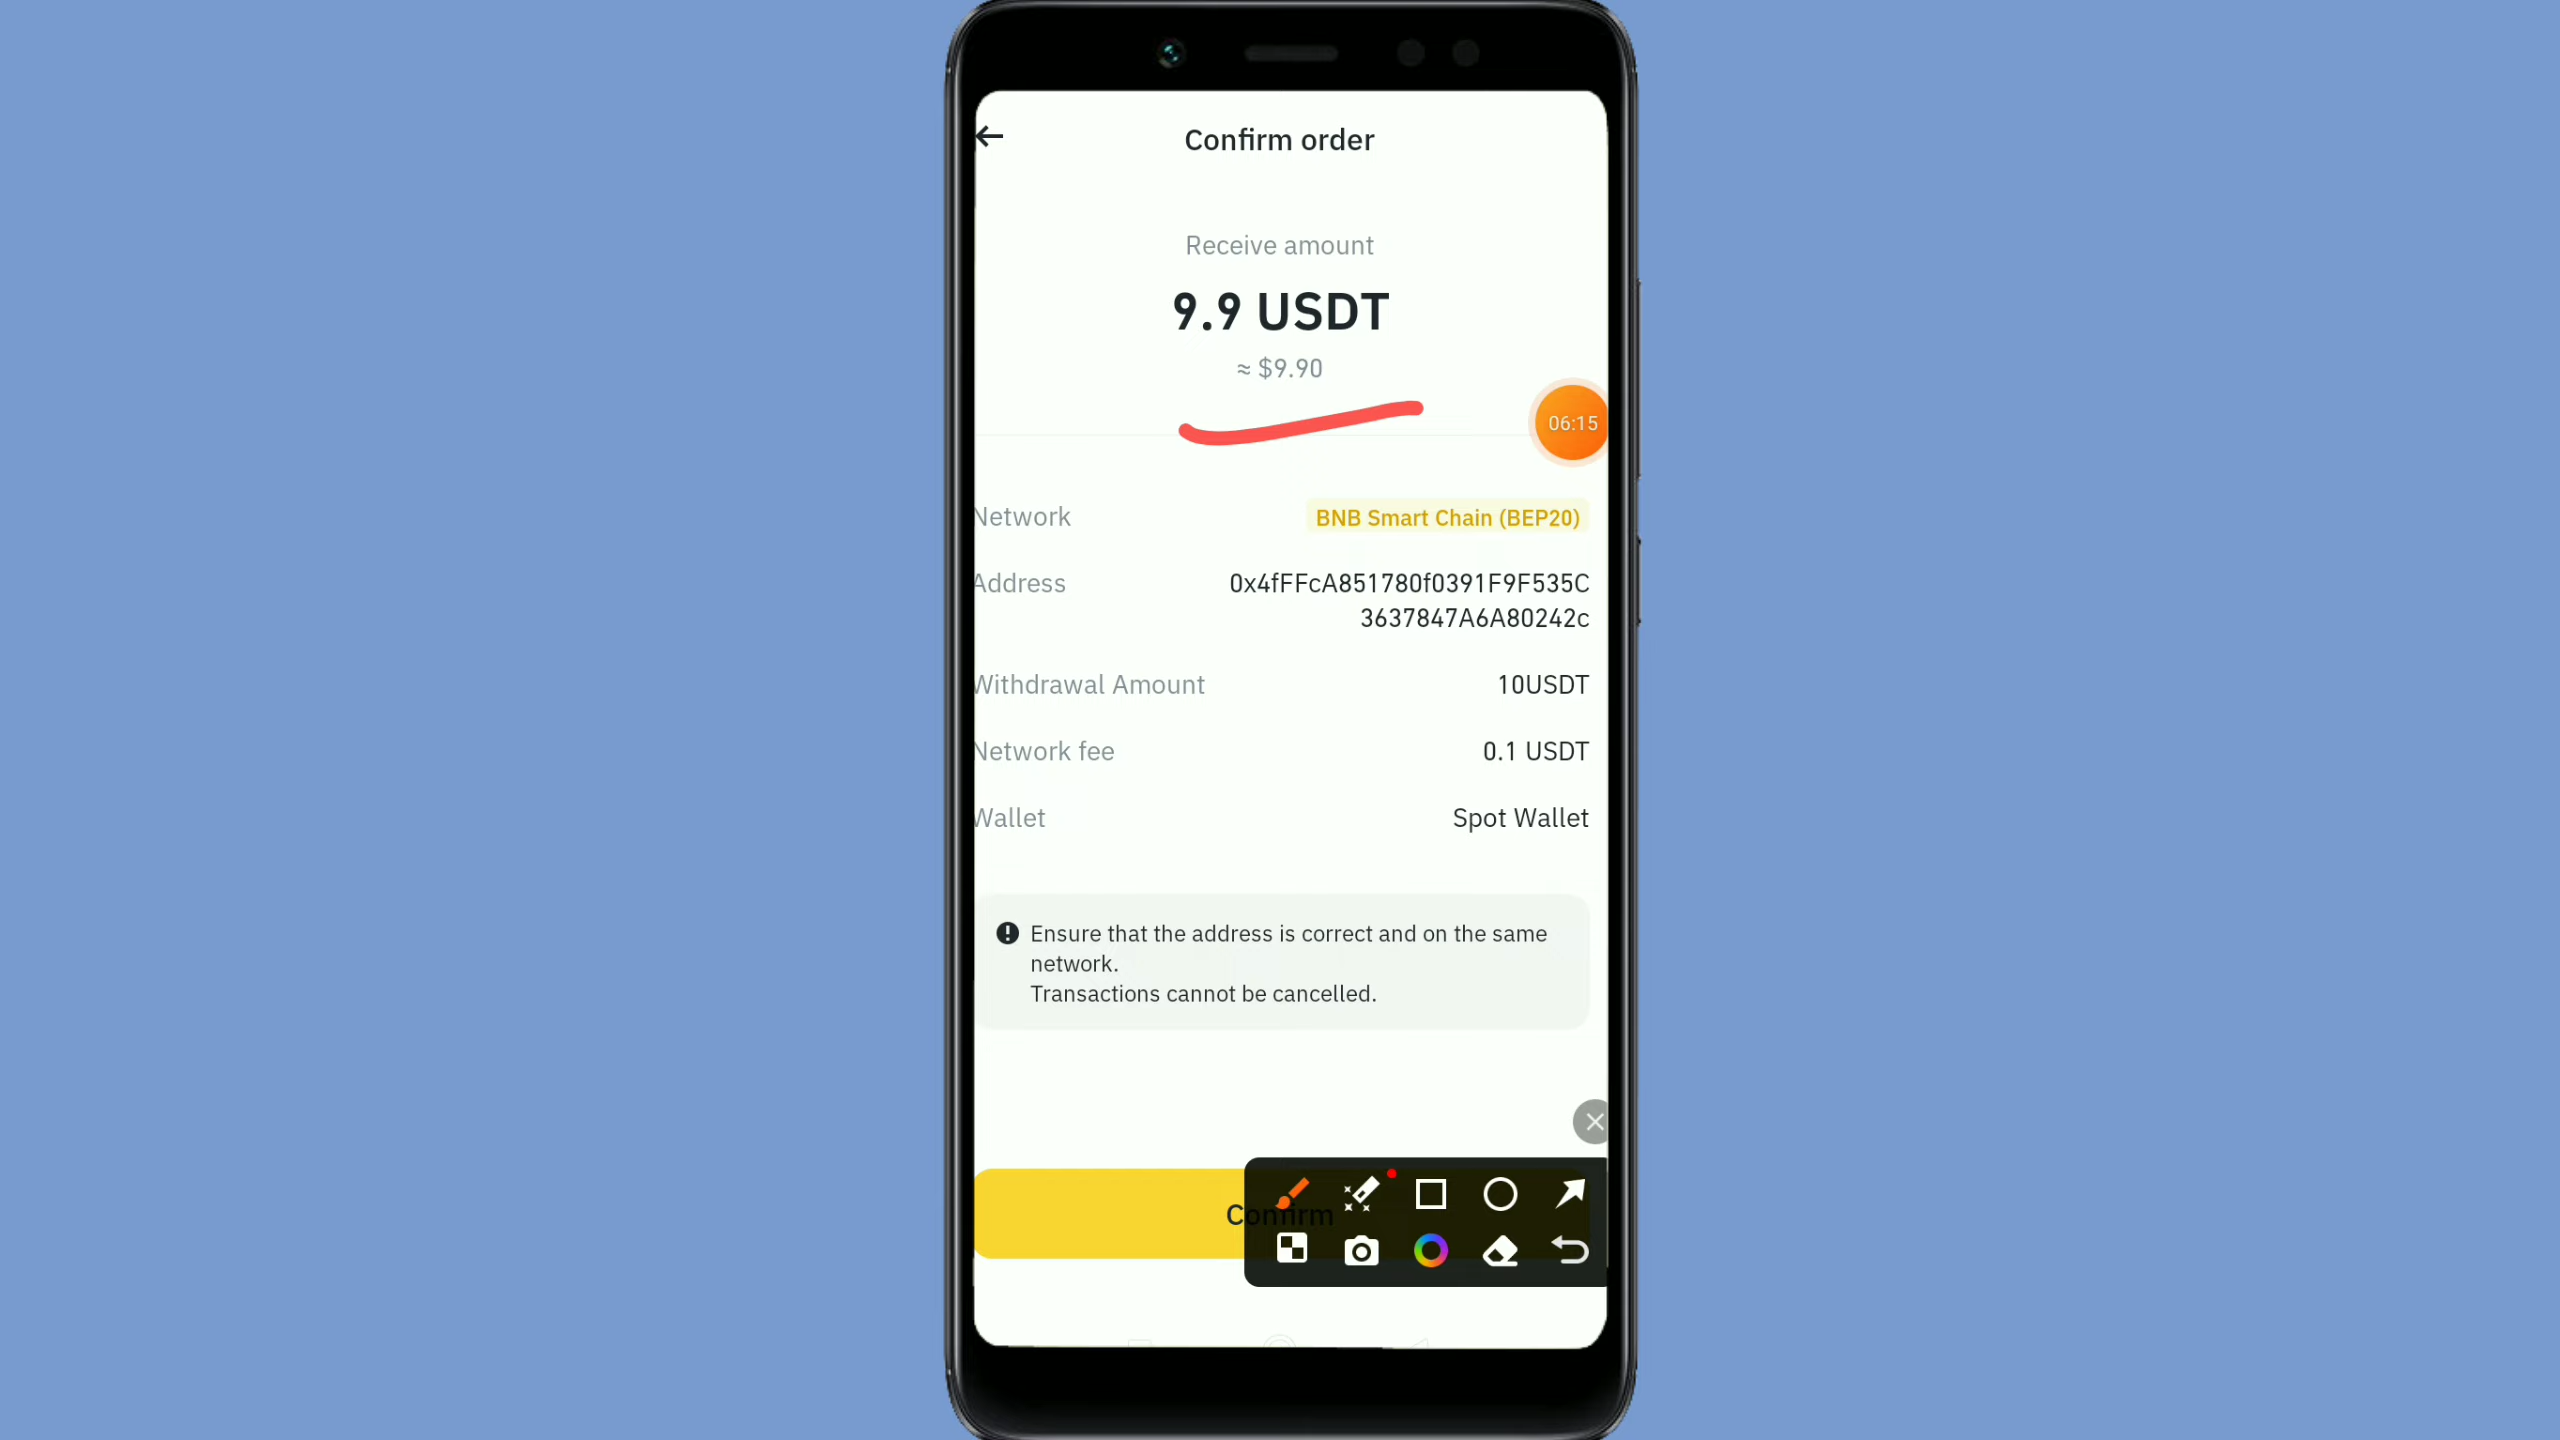 Confirm order
Receive amount
9.9 USDT
≈ $9.90
06:15
Network BNB Smart Chain (BEP20)
Address 0x4fFFcA851780f0391F9F535C
3637847A6A80242c
Withdrawal Amount 10USDT
Network fee 0.1 USDT
Wallet Spot Wallet
Ensure that the address is correct and on the same
network.
Transactions cannot be cancelled.
Confirm